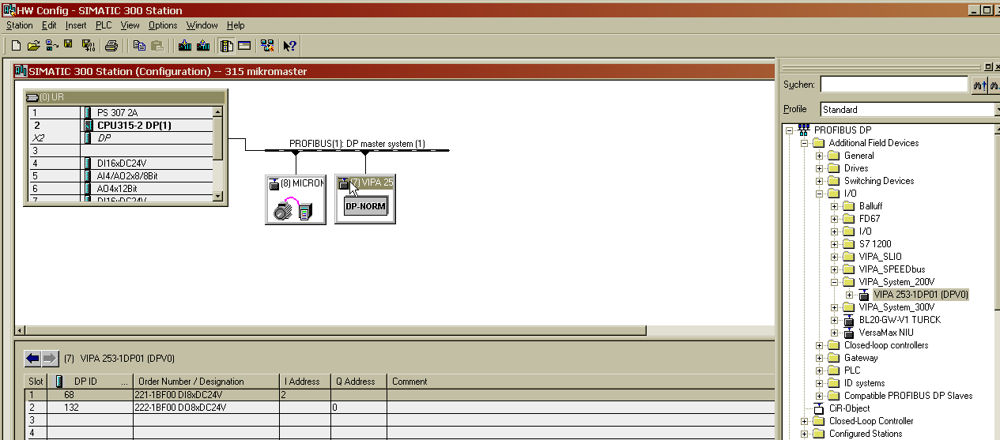 HW Config - SIMATIC 300 Station
Station Edit Insert PLC View Options Window Help
SIMATIC 300 Station (Configuration) -- 315 mikromaster
(0) UR
1 PS 307 2A
2 CPU315-2 DP(1)
X2 DP
3
4 DI16xDC24V
5 AI4/AO2x8/8Bit
6 AO4x12Bit
7 DI16xDC24V
PROFIBUS(1): DP master system (1)
(8) MICROM
(7) VIPA 25
DP-NORM
Suchen:
Profile Standard
PROFIBUS DP
Additional Field Devices
General
Drives
Switching Devices
I/O
Balluff
FD67
I/O
S7 1200
VIPA_SLIO
VIPA_SPEEDbus
VIPA_System_200V
VIPA 253-1DP01 (DPV0)
VIPA_System_300V
BL20-GW-V1 TURCK
VersaMax NIU
Closed-loop controllers
Gateway
PLC
ID systems
Compatible PROFIBUS DP Slaves
CiR-Object
Closed-Loop Controller
Configured Stations
(7) VIPA 253-1DP01 (DPV0)
Slot DP ID ... Order Number / Designation I Address Q Address Comment
1 68 221-1BF00 DI8xDC24V 2
2 132 222-1BF00 DO8xDC24V 0
3
4